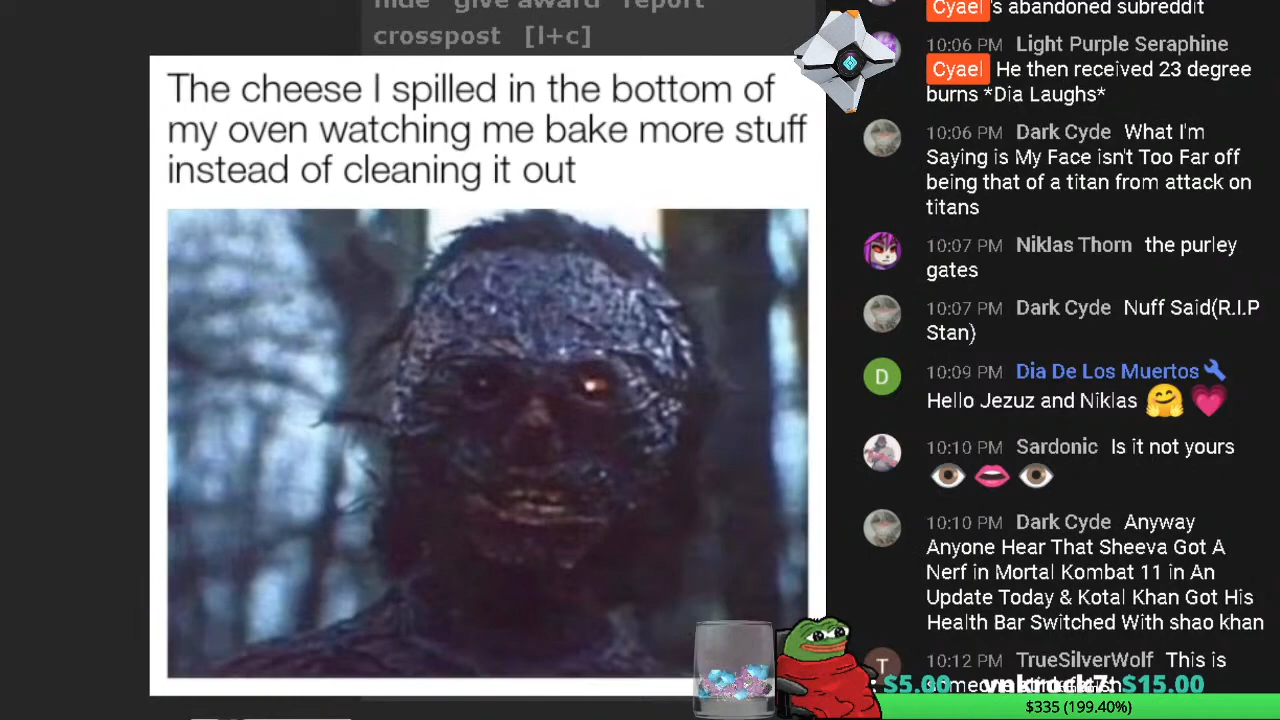 hide give award report
crosspost [l+c]
The cheese I spilled in the bottom of
my oven watching me bake more stuff
instead of cleaning it out
Cyael 's abandoned subreddit
10:06 PM Light Purple Seraphine
Cyael He then received 23 degree
burns *Dia Laughs*
10:06 PM Dark Cyde What I'm
Saying is My Face isn't Too Far off
being that of a titan from attack on
titans
10:07 PM Niklas Thorn the purley
gates
10:07 PM Dark Cyde Nuff Said(R.I.P
Stan)
D
10:09 PM Dia De Los Muertos
Hello Jezuz and Niklas 🤗 💗
10:10 PM Sardonic Is it not yours
👁 👄 👁
10:10 PM Dark Cyde Anyway
Anyone Hear That Sheeva Got A
Nerf in Mortal Kombat 11 in An
Update Today & Kotal Khan Got His
Health Bar Switched With shao khan
T
10:12 PM TrueSilverWolf This is
: $5.00 vnkrock7: $15.00
$335 (199.40%)